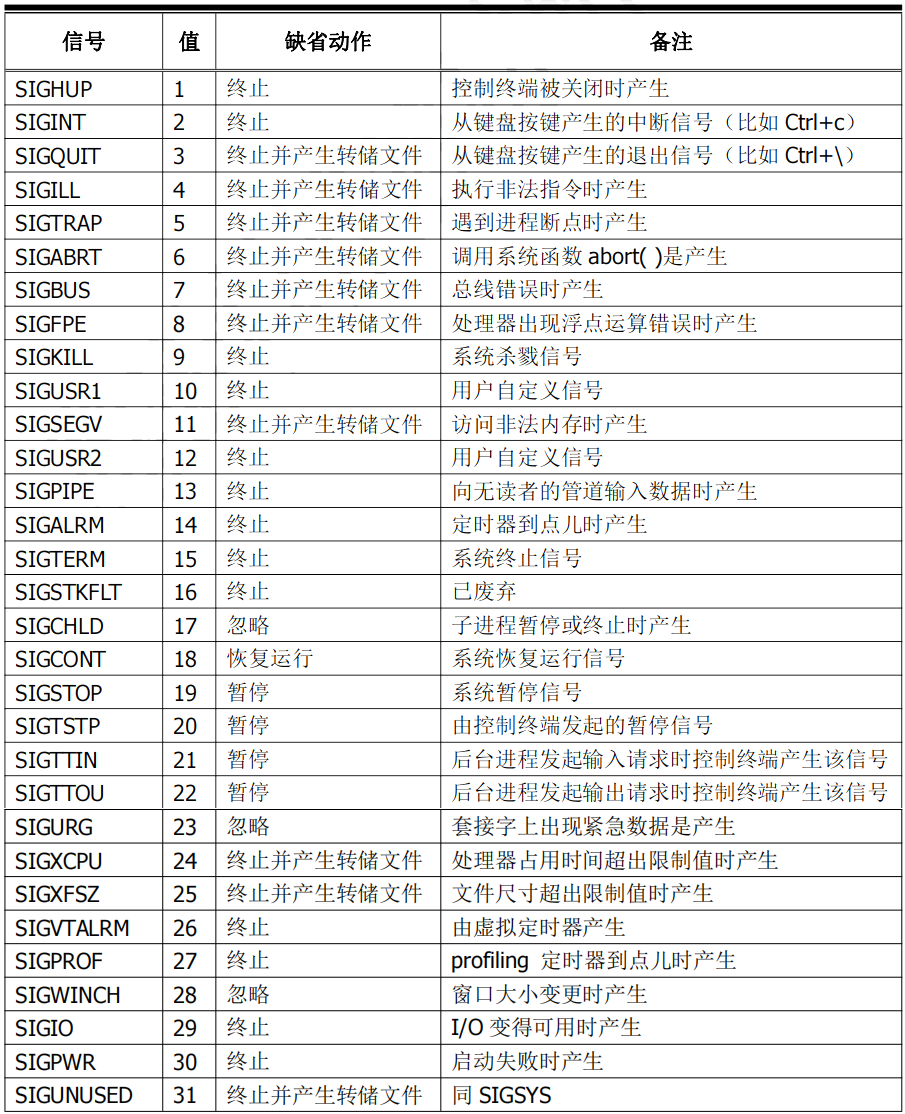 信号 值 缺省动作 备注
SIGHUP 1 终止 控制终端被关闭时产生
SIGINT 2 终止 从键盘按键产生的中断信号（比如 Ctrl+c）
SIGQUIT 3 终止并产生转储文件 从键盘按键产生的退出信号（比如 Ctrl+\）
SIGILL 4 终止并产生转储文件 执行非法指令时产生
SIGTRAP 5 终止并产生转储文件 遇到进程断点时产生
SIGABRT 6 终止并产生转储文件 调用系统函数 abort( )是产生
SIGBUS 7 终止并产生转储文件 总线错误时产生
SIGFPE 8 终止并产生转储文件 处理器出现浮点运算错误时产生
SIGKILL 9 终止 系统杀戮信号
SIGUSR1 10 终止 用户自定义信号
SIGSEGV 11 终止并产生转储文件 访问非法内存时产生
SIGUSR2 12 终止 用户自定义信号
SIGPIPE 13 终止 向无读者的管道输入数据时产生
SIGALRM 14 终止 定时器到点儿时产生
SIGTERM 15 终止 系统终止信号
SIGSTKFLT 16 终止 已废弃
SIGCHLD 17 忽略 子进程暂停或终止时产生
SIGCONT 18 恢复运行 系统恢复运行信号
SIGSTOP 19 暂停 系统暂停信号
SIGTSTP 20 暂停 由控制终端发起的暂停信号
SIGTTIN 21 暂停 后台进程发起输入请求时控制终端产生该信号
SIGTTOU 22 暂停 后台进程发起输出请求时控制终端产生该信号
SIGURG 23 忽略 套接字上出现紧急数据是产生
SIGXCPU 24 终止并产生转储文件 处理器占用时间超出限制值时产生
SIGXFSZ 25 终止并产生转储文件 文件尺寸超出限制值时产生
SIGVTALRM 26 终止 由虚拟定时器产生
SIGPROF 27 终止 profiling 定时器到点儿时产生
SIGWINCH 28 忽略 窗口大小变更时产生
SIGIO 29 终止 I/O 变得可用时产生
SIGPWR 30 终止 启动失败时产生
SIGUNUSED 31 终止并产生转储文件 同 SIGSYS